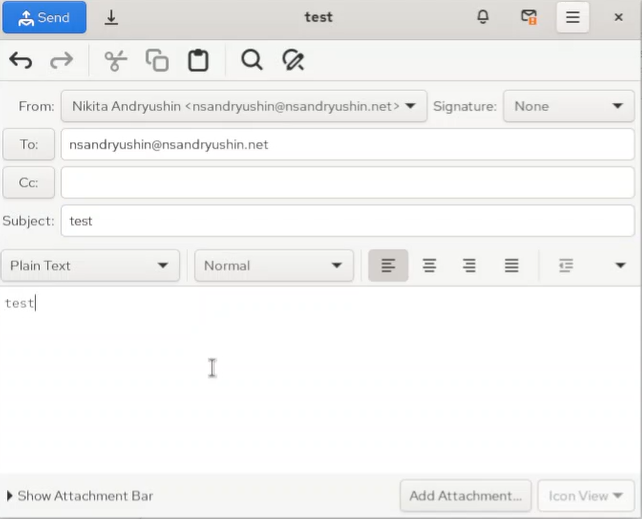 Send test
From: Nikita Andryushin <nsandryushin@nsandryushin.net> Signature: None
To: nsandryushin@nsandryushin.net
Cc:
Subject: test
Plain Text Normal
test
Show Attachment Bar Add Attachment... Icon View